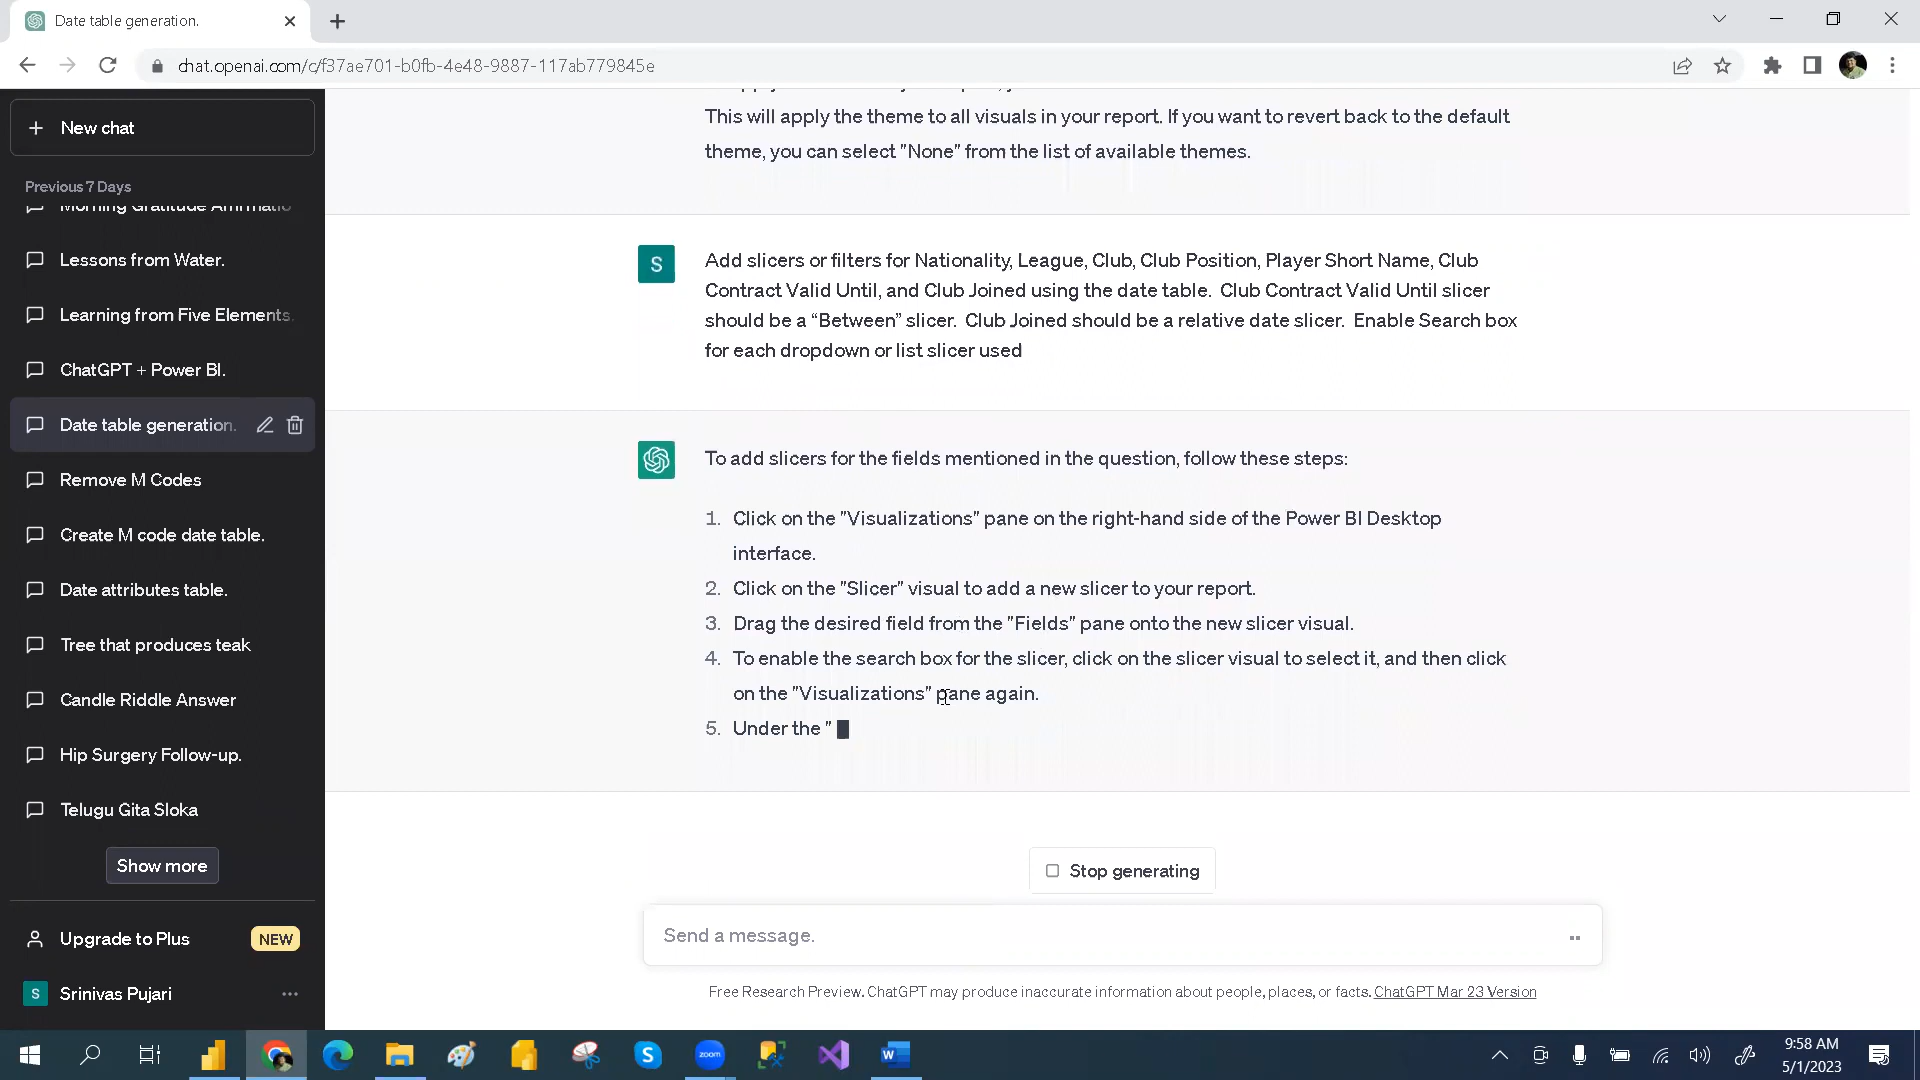 Date table generation.
chat.openai.com/c/f37ae701-b0fb-4e48-9887-117ab779845e
New chat
Previous 7 Days
Morning Gratitude Affirmatio
Lessons from Water.
Learning from Five Elements.
ChatGPT + Power BI.
Date table generation.
Remove M Codes
Create M code date table.
Date attributes table.
Tree that produces teak
Candle Riddle Answer
Hip Surgery Follow-up.
Telugu Gita Sloka
Show more
Upgrade to Plus NEW
S Srinivas Pujari
This will apply the theme to all visuals in your report. If you want to revert back to the default
theme, you can select "None" from the list of available themes.
S
Add slicers or filters for Nationality, League, Club, Club Position, Player Short Name, Club
Contract Valid Until, and Club Joined using the date table.  Club Contract Valid Until slicer
should be a “Between” slicer.  Club Joined should be a relative date slicer.  Enable Search box
for each dropdown or list slicer used
To add slicers for the fields mentioned in the question, follow these steps:
1. Click on the "Visualizations" pane on the right-hand side of the Power BI Desktop
interface.
2. Click on the "Slicer" visual to add a new slicer to your report.
3. Drag the desired field from the "Fields" pane onto the new slicer visual.
4. To enable the search box for the slicer, click on the slicer visual to select it, and then click
on the "Visualizations" pane again.
5. Under the "
Stop generating
Send a message.
Free Research Preview. ChatGPT may produce inaccurate information about people, places, or facts. ChatGPT Mar 23 Version
zoom
9:58 AM
5/1/2023